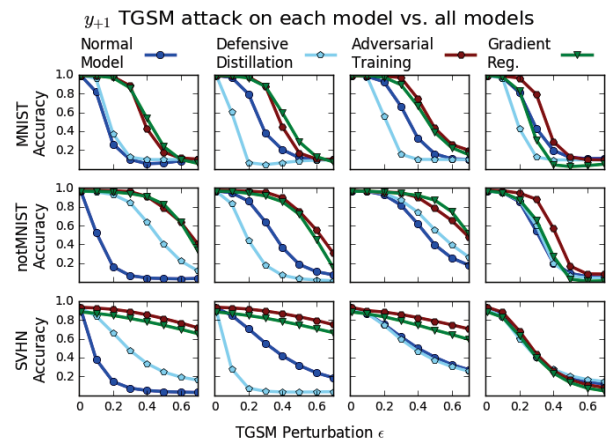 y+1 TGSM attack on each model vs. all models
Normal Model
Defensive Distillation
Adversarial Training
Gradient Reg.
MNIST Accuracy
1.0
0.8
0.6
0.4
0.2
notMNIST Accuracy
1.0
0.8
0.6
0.4
0.2
SVHN Accuracy
1.0
0.8
0.6
0.4
0.2
0.0 0.2 0.4 0.6 0.0 0.2 0.4 0.6 0.0 0.2 0.4 0.6 0.0 0.2 0.4 0.6
TGSM Perturbation ϵ